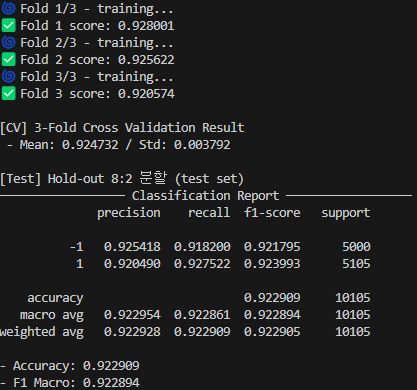 🌀 Fold 1/3 - training...
✅ Fold 1 score: 0.928001
🌀 Fold 2/3 - training...
✅ Fold 2 score: 0.925622
🌀 Fold 3/3 - training...
✅ Fold 3 score: 0.920574
[CV] 3-Fold Cross Validation Result
- Mean: 0.924732 / Std: 0.003792
[Test] Hold-out 8:2 분할 (test set)
Classification Report
precision recall f1-score support
-1 0.925418 0.918200 0.921795 5000
1 0.920490 0.927522 0.923993 5105
accuracy 0.922909 10105
macro avg 0.922954 0.922861 0.922894 10105
weighted avg 0.922928 0.922909 0.922905 10105
- Accuracy: 0.922909
- F1 Macro: 0.922894